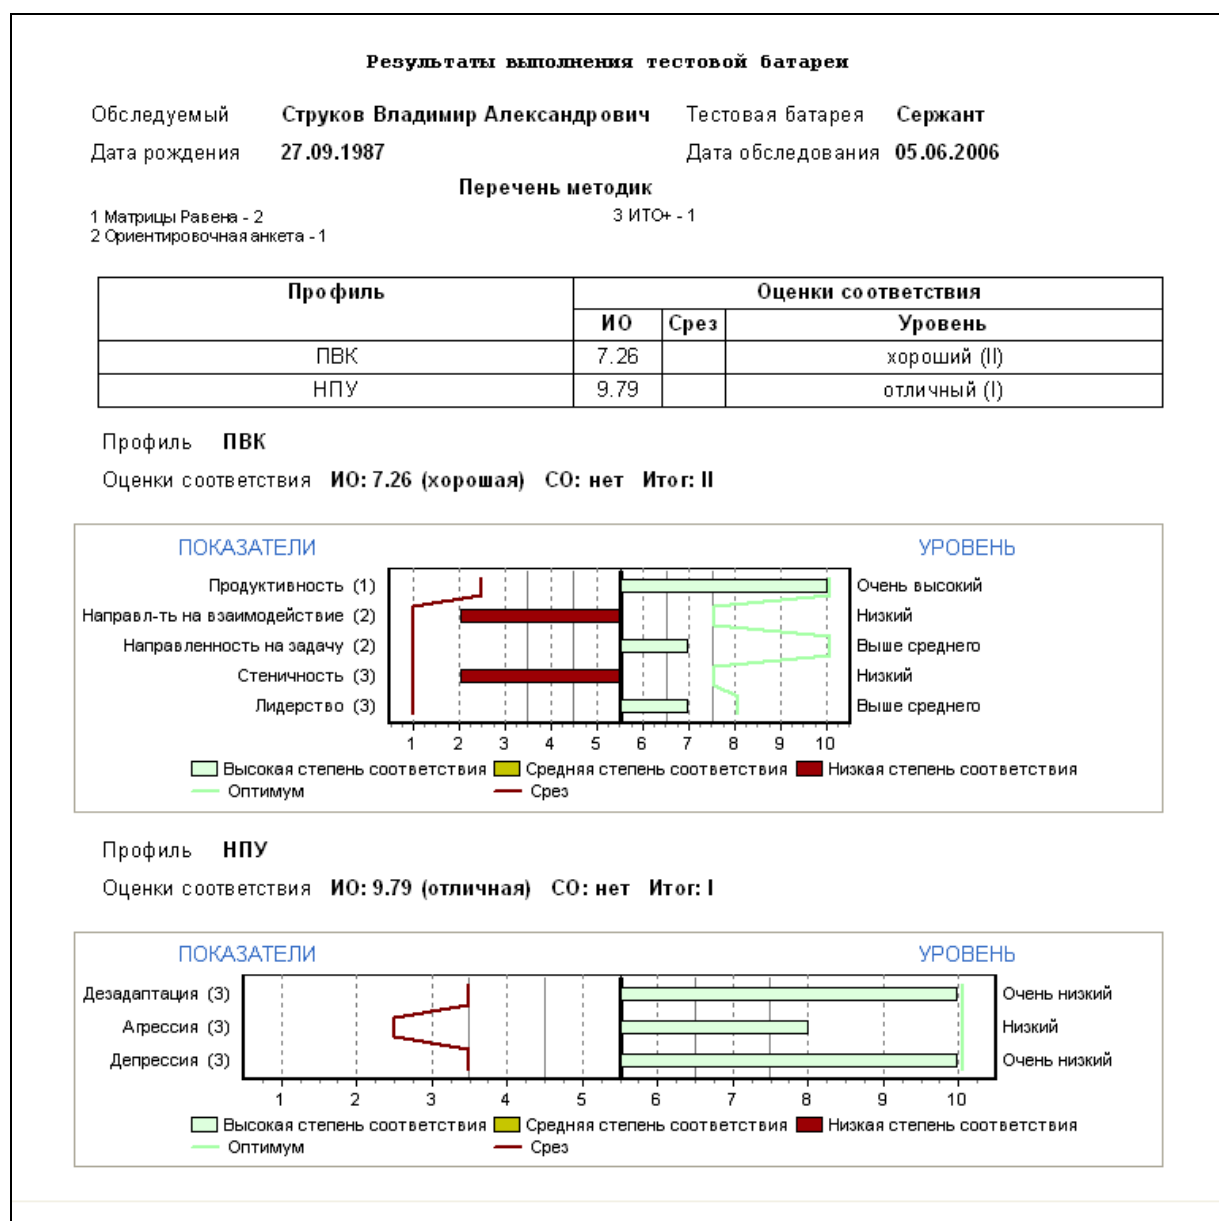 Результаты выполнения тестовой батареи
Обследуемый Струков Владимир Александрович Тестовая батарея Сержант
Дата рождения 27.09.1987 Дата обследования 05.06.2006
Перечень методик
1 Матрицы Равена - 2 3 ИТО+ - 1
2 Ориентировочная анкета - 1
Профиль Оценки соответствия
ИО Срез Уровень
ПВК 7.26 хороший (II)
НПУ 9.79 отличный (I)
Профиль ПВК
Оценки соответствия ИО: 7.26 (хорошая) СО: нет Итог: II
ПОКАЗАТЕЛИ УРОВЕНЬ
Продуктивность (1) Очень высокий
Направл-ть на взаимодействие (2) Низкий
Направленность на задачу (2) Выше среднего
Стеничность (3) Низкий
Лидерство (3) Выше среднего
1 2 3 4 5 6 7 8 9 10
Высокая степень соответствия Средняя степень соответствия Низкая степень соответствия
Оптимум Срез
Профиль НПУ
Оценки соответствия ИО: 9.79 (отличная) СО: нет Итог: I
ПОКАЗАТЕЛИ УРОВЕНЬ
Дезадаптация (3) Очень низкий
Агрессия (3) Низкий
Депрессия (3) Очень низкий
1 2 3 4 5 6 7 8 9 10
Высокая степень соответствия Средняя степень соответствия Низкая степень соответствия
Оптимум Срез